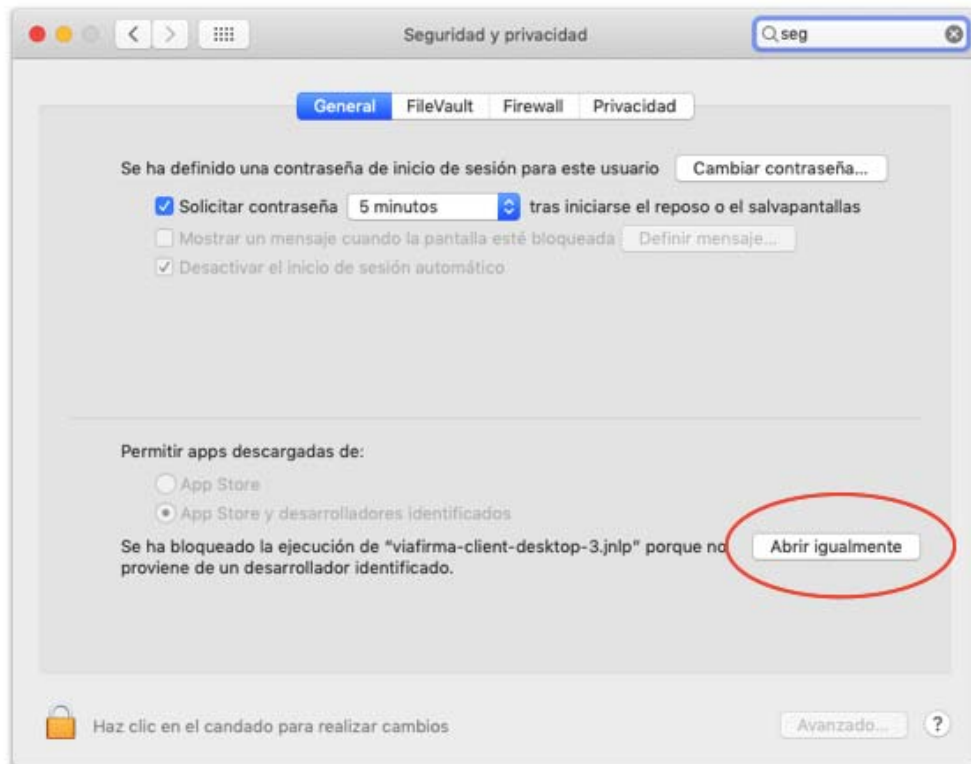 Seguridad y privacidad
seg
General FileVault Firewall Privacidad
Se ha definido una contraseña de inicio de sesión para este usuario Cambiar contraseña...
Solicitar contraseña 5 minutos tras iniciarse el reposo o el salvapantallas
Mostrar un mensaje cuando la pantalla esté bloqueada Definir mensaje...
Desactivar el inicio de sesión automático
Permitir apps descargadas de:
App Store
App Store y desarrolladores identificados
Se ha bloqueado la ejecución de “viafirma-client-desktop-3.jnlp” porque no Abrir igualmente
proviene de un desarrollador identificado.
Haz clic en el candado para realizar cambios Avanzado... ?